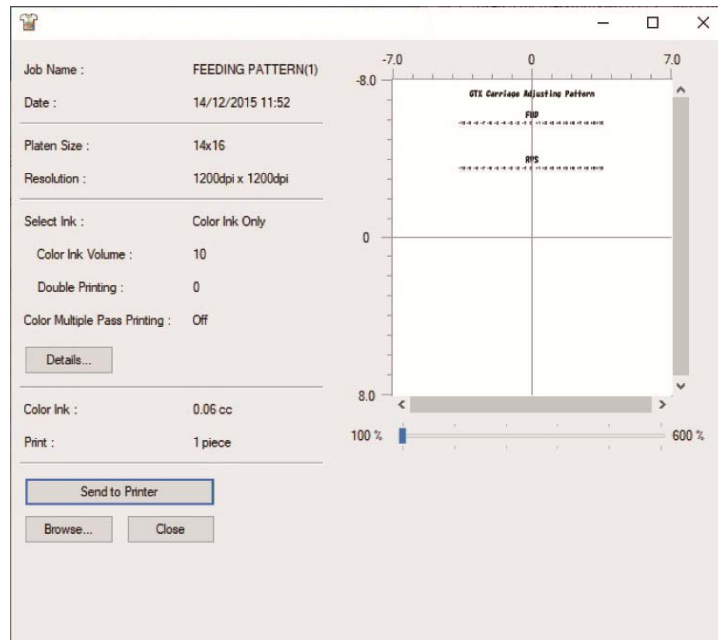 Job Name : FEEDING PATTERN(1)
Date : 14/12/2015 11:52
Platen Size : 14x16
Resolution : 1200dpi x 1200dpi
Select Ink : Color Ink Only
Color Ink Volume : 10
Double Printing : 0
Color Multiple Pass Printing : Off
Details...
Color Ink : 0.06 cc
Print : 1 piece
Send to Printer
Browse... Close
-7.0 0 7.0
-8.0
GTX Carriage Adjusting Pattern
FWD
RVS
0
8.0
100 % 600 %